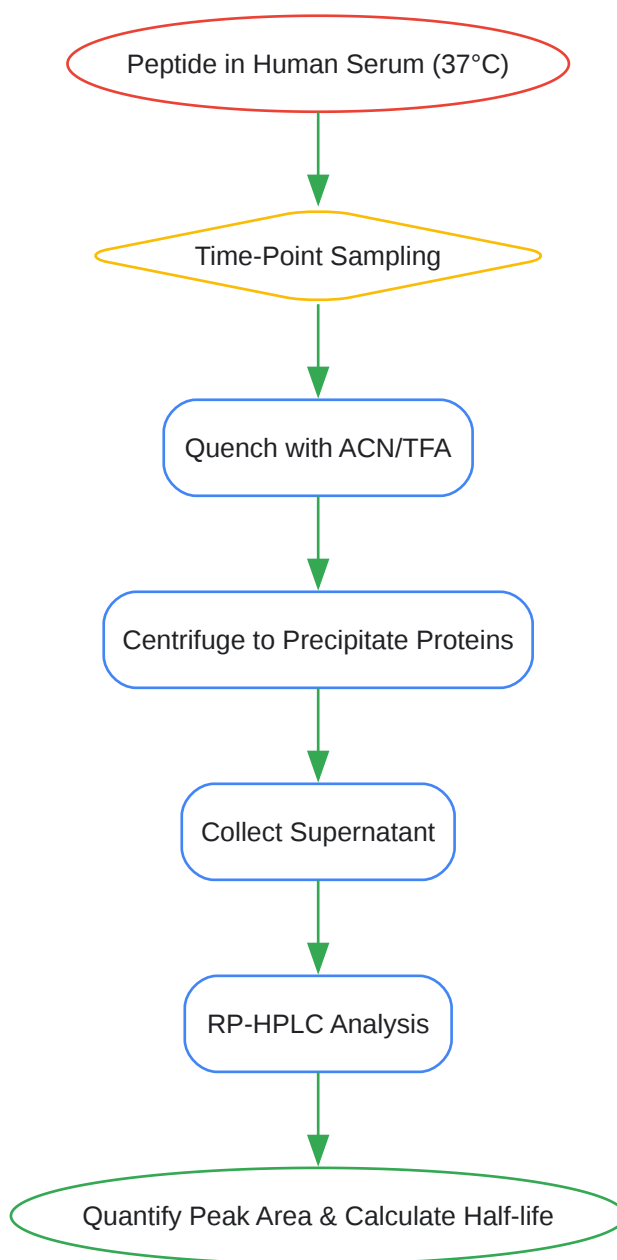 Peptide in Human Serum (37°C)
Time-Point Sampling
Quench with ACN/TFA
Centrifuge to Precipitate Proteins
Collect Supernatant
RP-HPLC Analysis
Quantify Peak Area & Calculate Half-life